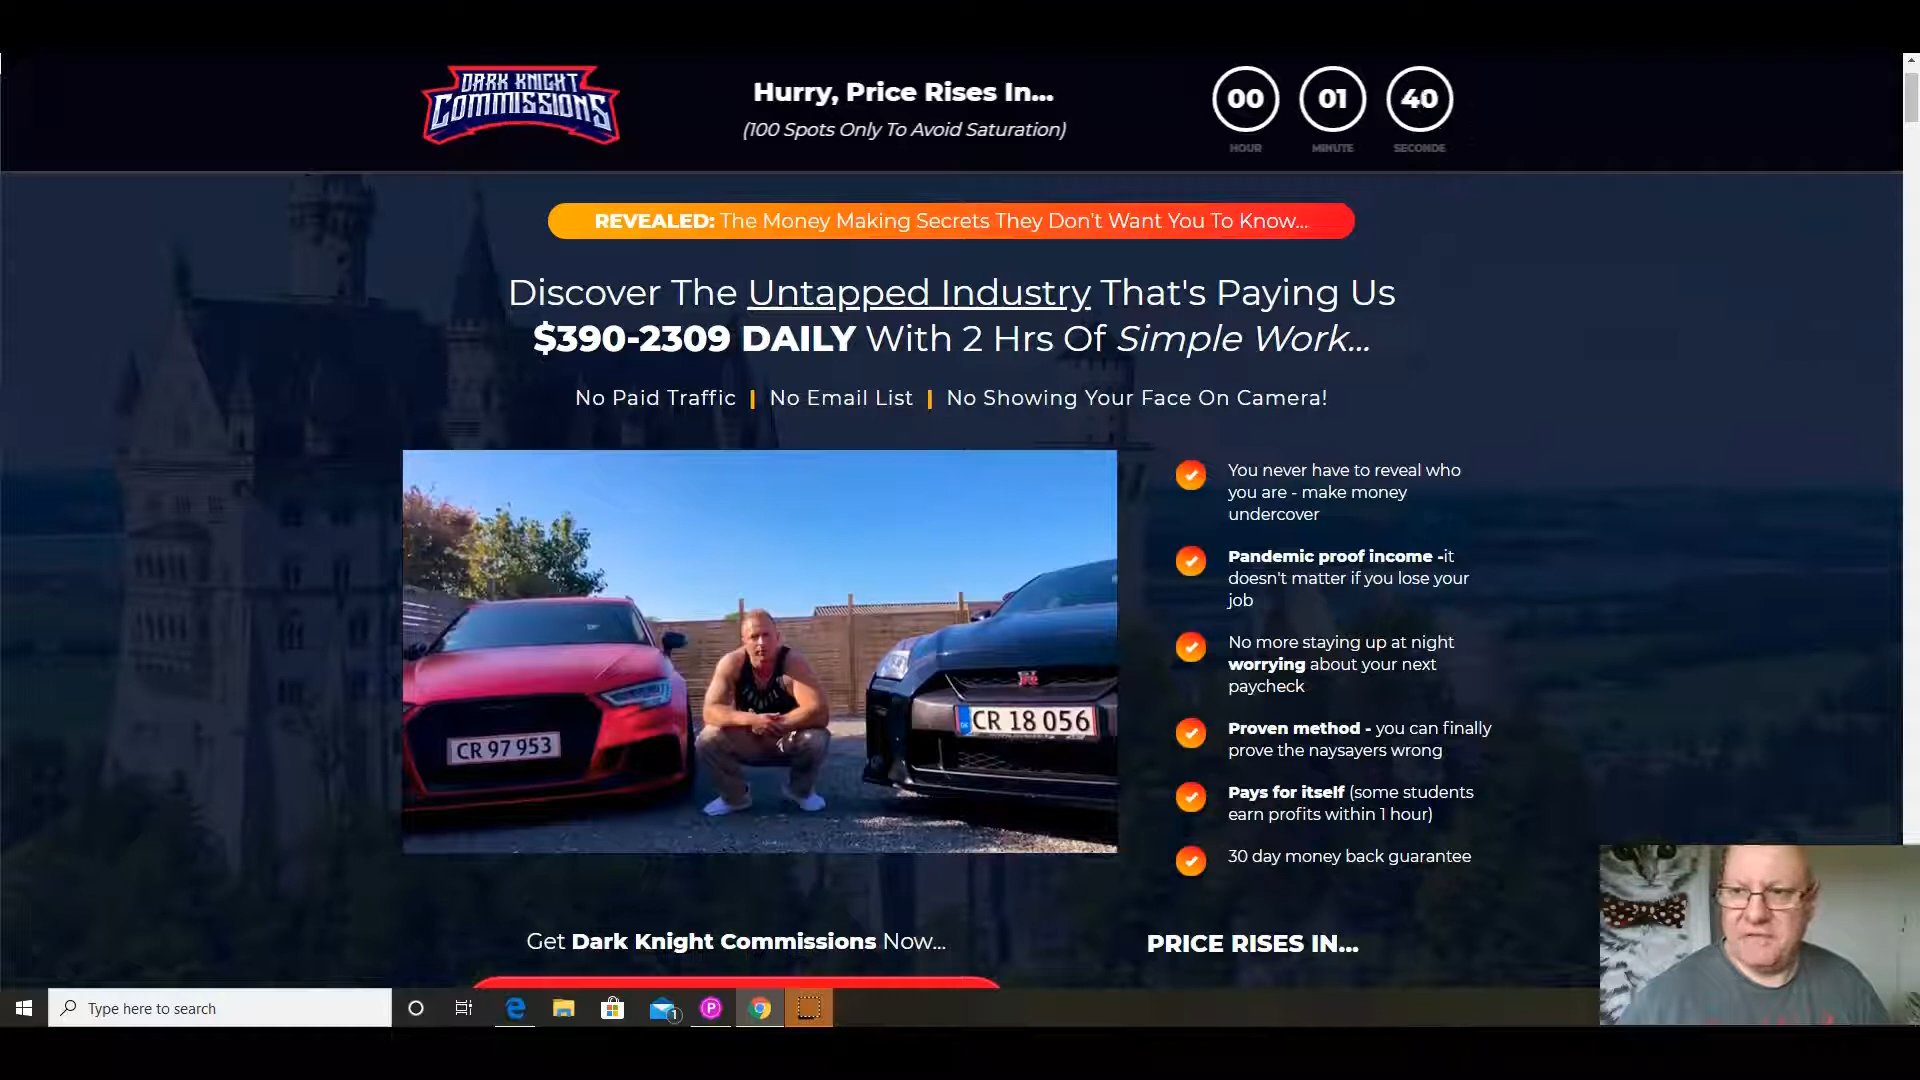 DARK KNIGHT
COMMISSIONS
Hurry, Price Rises In...
(100 Spots Only To Avoid Saturation)
00
01
40
HOUR
MINUTE
SECONDE
REVEALED: The Money Making Secrets They Don't Want You To Know...
Discover The Untapped Industry That's Paying Us
$390-2309 DAILY With 2 Hrs Of Simple Work...
No Paid Traffic | No Email List | No Showing Your Face On Camera!
CR 97 953
CR 18 056
You never have to reveal who
you are - make money
undercover
Pandemic proof income -it
doesn't matter if you lose your
job
No more staying up at night
worrying about your next
paycheck
Proven method - you can finally
prove the naysayers wrong
Pays for itself (some students
earn profits within 1 hour)
30 day money back guarantee
Get Dark Knight Commissions Now...
PRICE RISES IN...
Type here to search
1
P